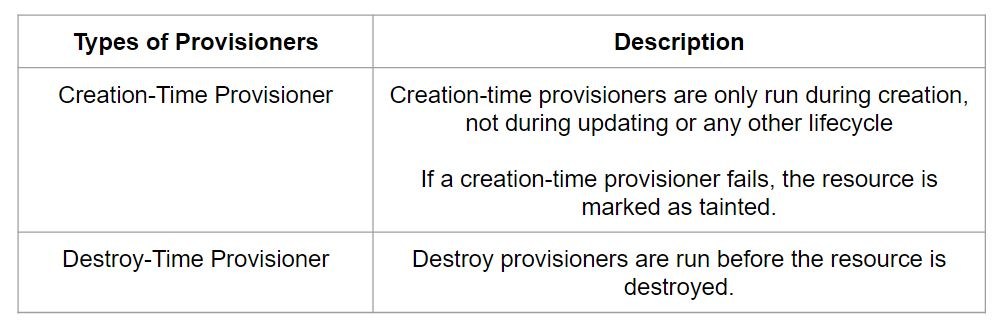 Types of Provisioners
Description
Creation-Time Provisioner
Creation-time provisioners are only run during creation,
not during updating or any other lifecycle
If a creation-time provisioner fails, the resource is
marked as tainted.
Destroy-Time Provisioner
Destroy provisioners are run before the resource is
destroyed.